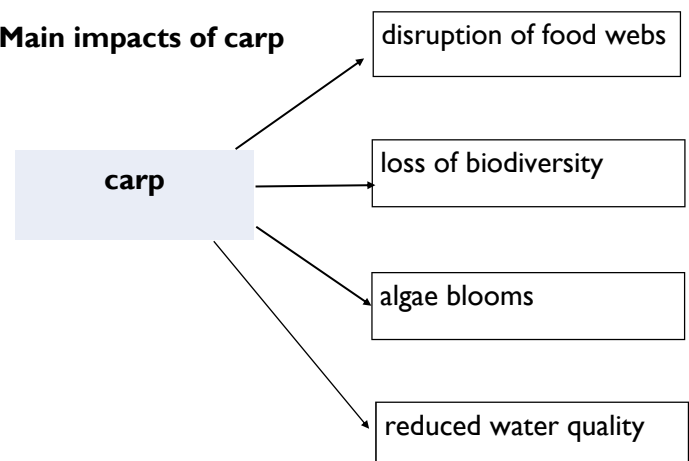 Main impacts of carp
disruption of food webs
carp
loss of biodiversity
algae blooms
reduced water quality